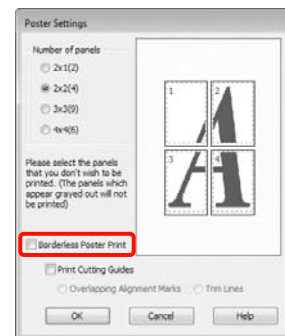 Poster Settings
Number of panels
2x1(2)
2x2(4)
3x3(9)
4x4(6)
1
2
3
4
Please select the panels
that you don't wish to be
printed. (The panels which
appear grayed out will not
be printed)
Borderless Poster Print
Print Cutting Guides
Overlapping Alignment Marks
Trim Lines
OK
Cancel
Help